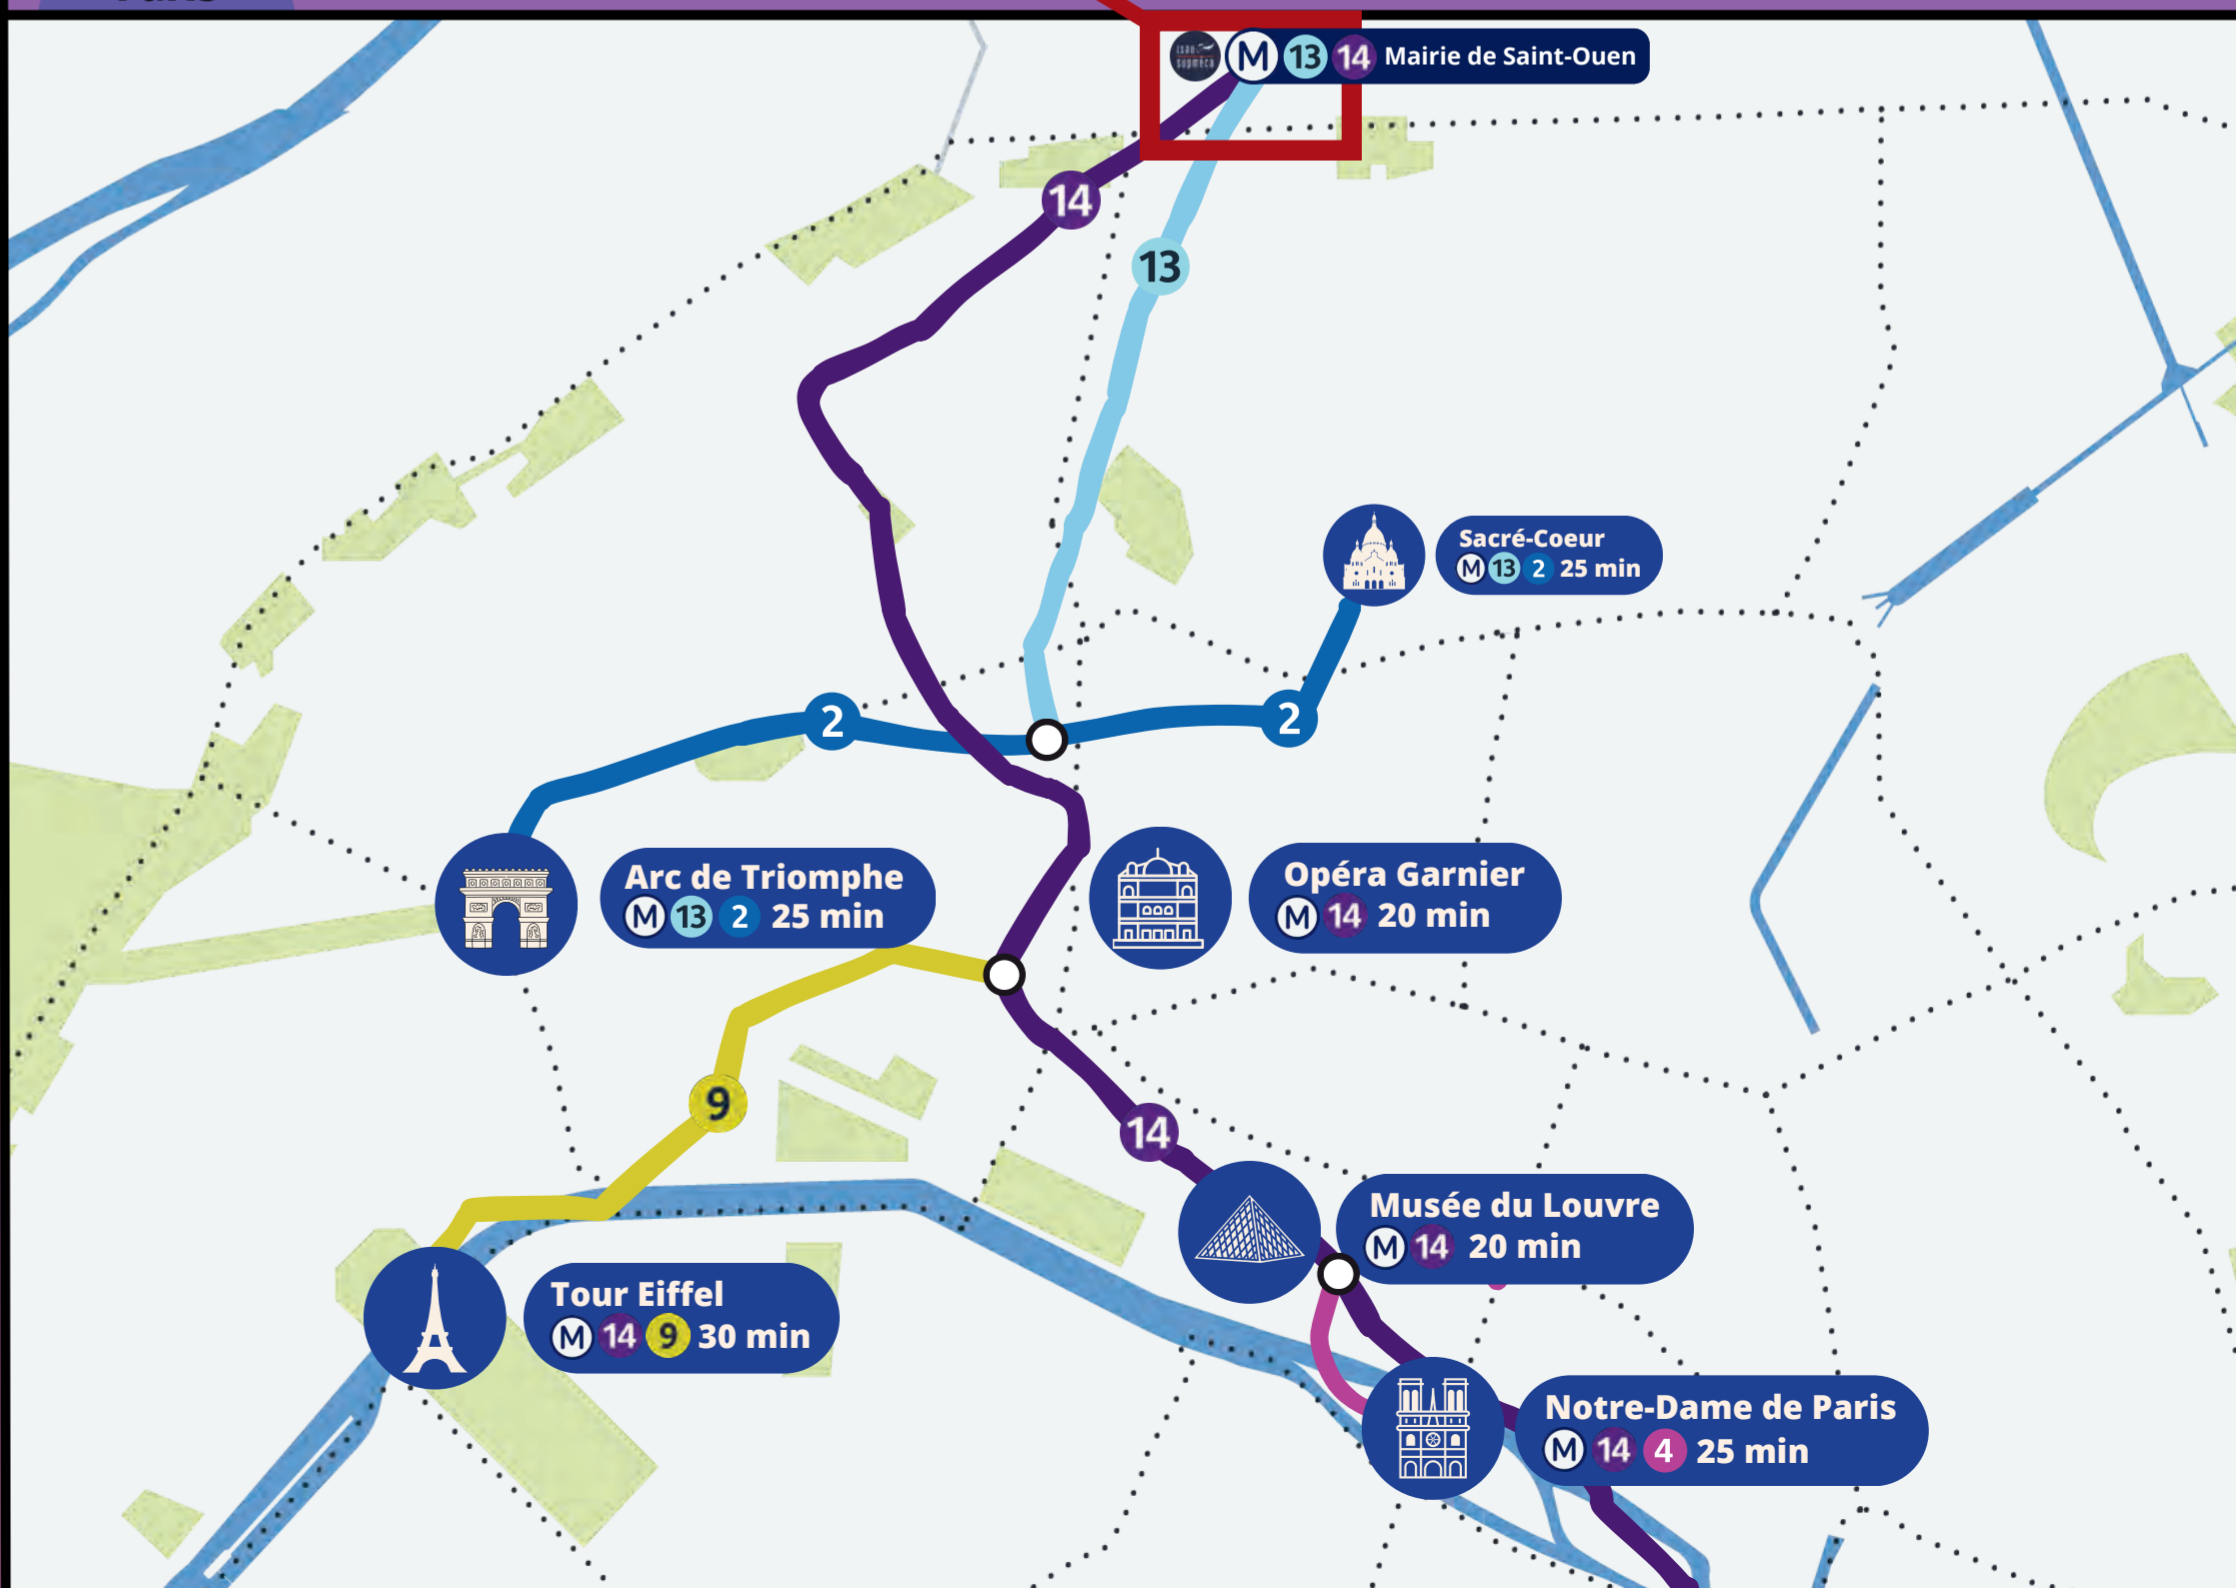 isae
supméca
M 13 14 Mairie de Saint-Ouen
14
13
Sacré-Coeur
M 13 2 25 min
2
2
Arc de Triomphe
M 13 2 25 min
Opéra Garnier
M 14 20 min
9
14
Musée du Louvre
M 14 20 min
Tour Eiffel
M 14 9 30 min
Notre-Dame de Paris
M 14 4 25 min